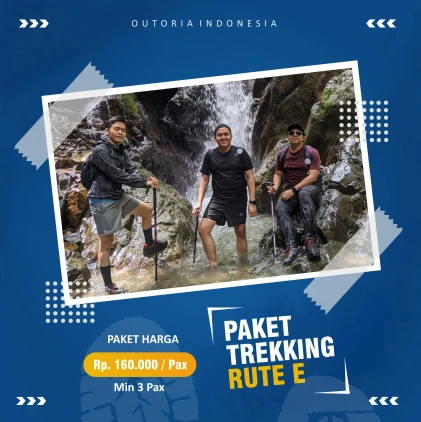 OUTORIA INDONESIA
PAKET HARGA
Rp. 160.000 / Pax
Min 3 Pax
PAKET
TREKKING
RUTE E